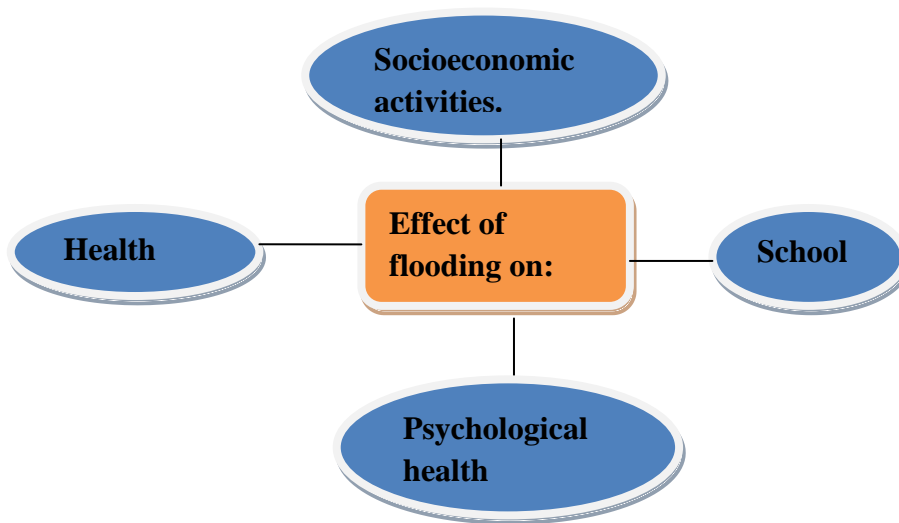 Socioeconomic
activities.
Health
Effect of
flooding on:
School
Psychological
health